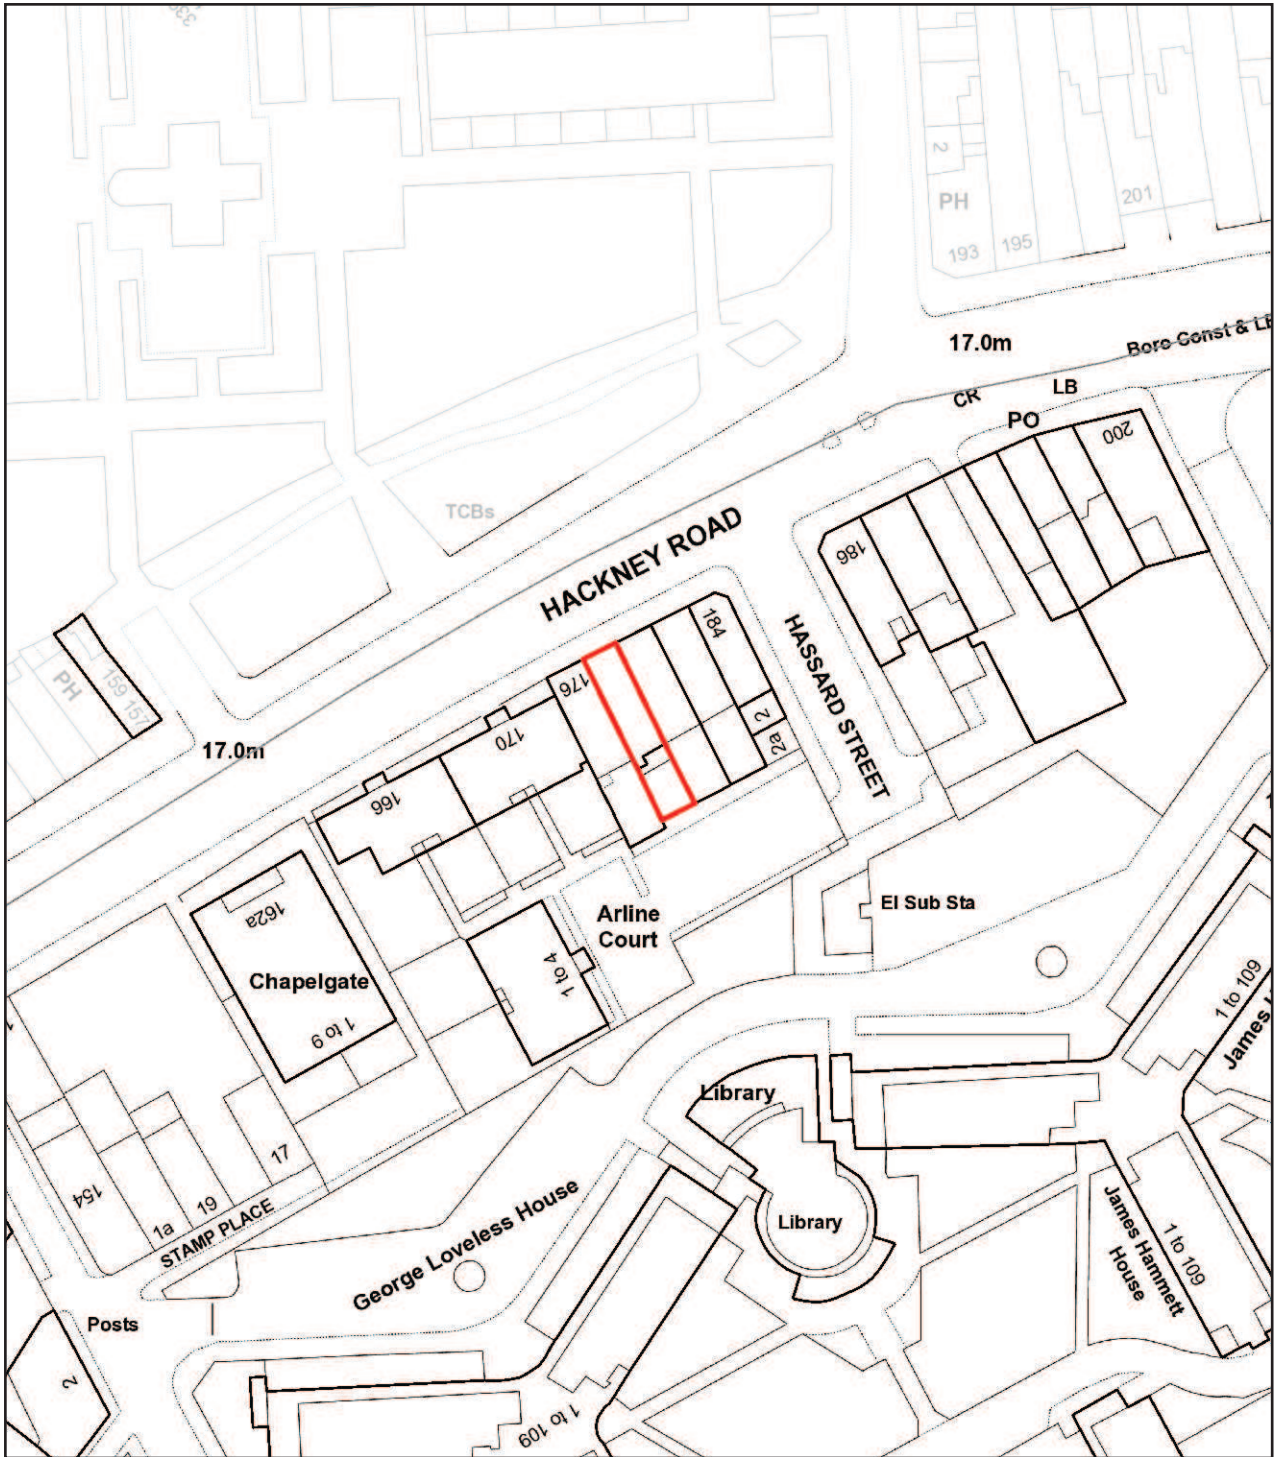 339
2
PH
193
195
201
17.0m
Boro Const & LB
CR
LB
PO
200
TCBs
HACKNEY ROAD
186
184
HASSARD STREET
PH
159
157
176
2
2a
17.0m
170
166
162a
Arline
Court
El Sub Sta
Chapelgate
1 to 4
1 to 9
1 to 109
James
Library
17
154
1a
19
STAMP PLACE
George Loveless House
Library
James Hammett
House
1 to 109
Posts
2
1 to 109